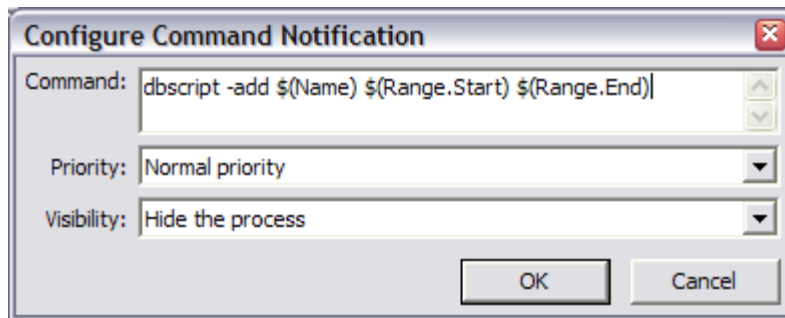 Configure Command Notification
Command: dbscript -add $(Name) $(Range.Start) $(Range.End)
Priority: Normal priority
Visibility: Hide the process
OK Cancel